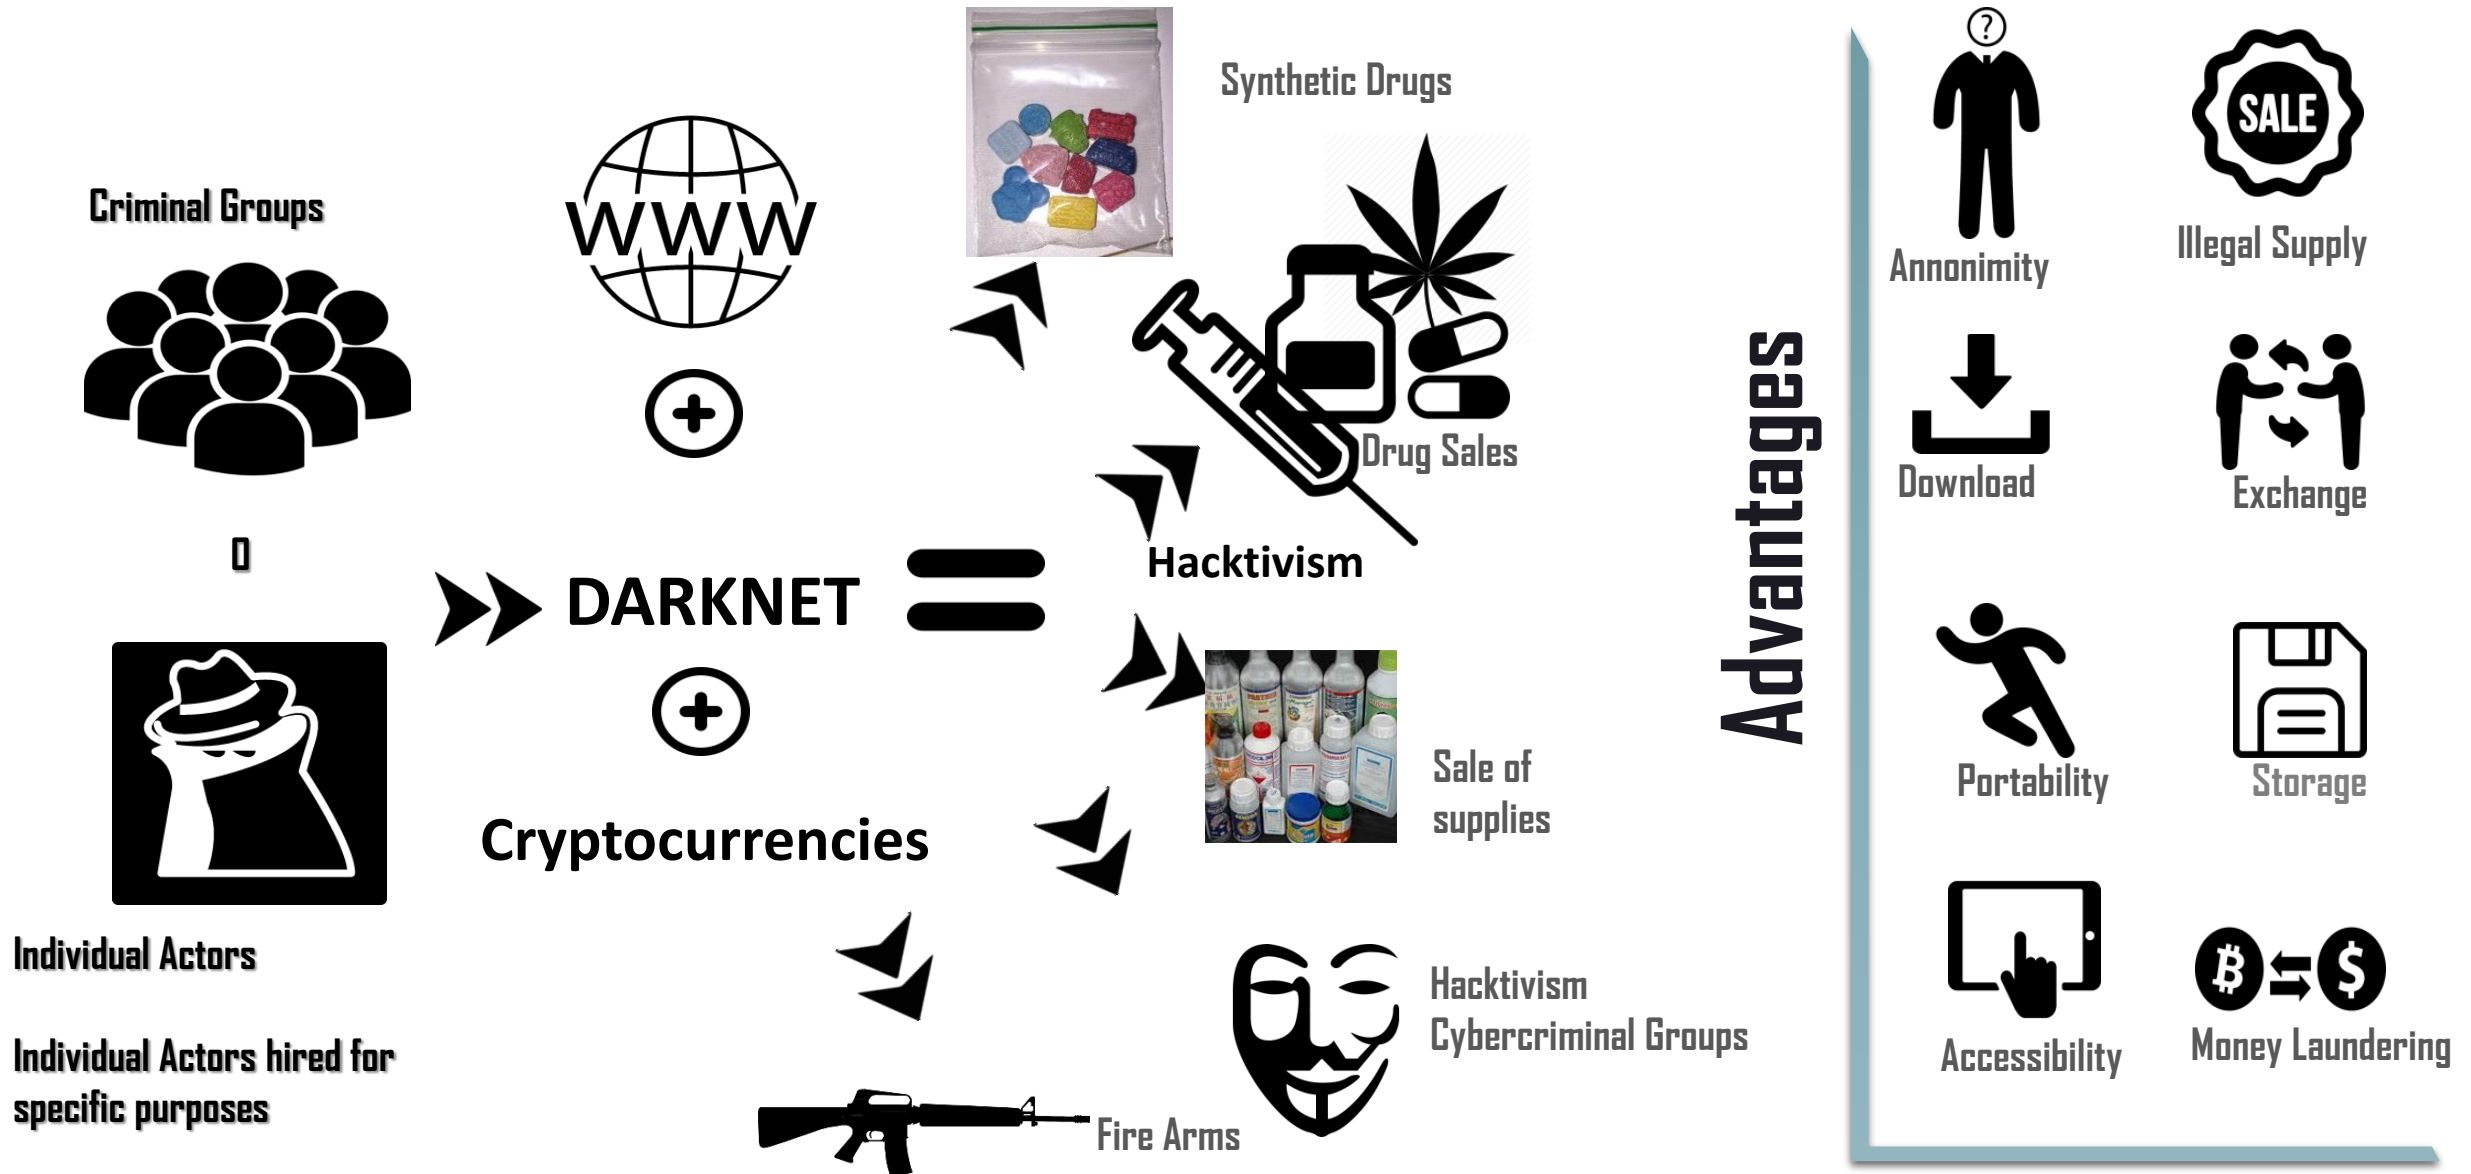 Criminal Groups
O
Individual Actors
Individual Actors hired for
specific purposes
WWW
DARKNET
Cryptocurrencies
Synthetic Drugs
Drug Sales
Hacktivism
Sale of
supplies
Hacktivism
Cybercriminal Groups
Fire Arms
Advantages
?
Annonimity
SALE
Illegal Supply
Download
Exchange
Portability
Storage
Accessibility
Money Laundering